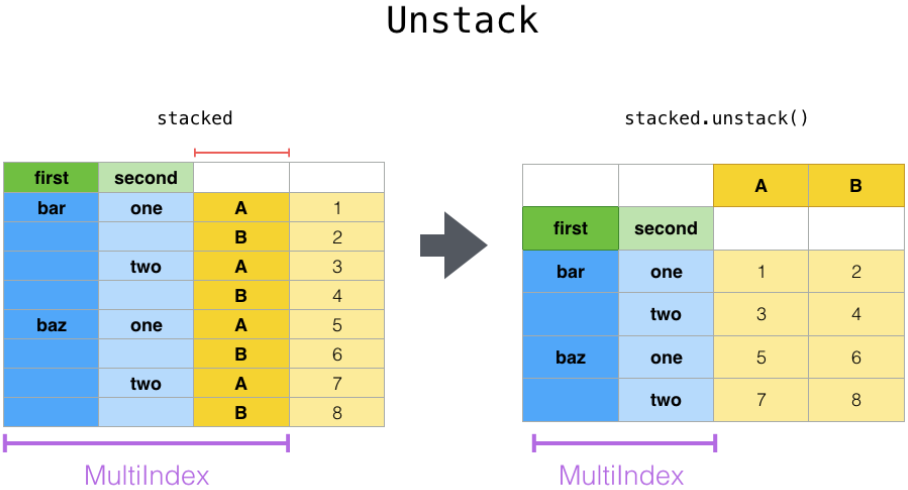 Unstack
stacked
first second
bar one A 1
B 2
two A 3
B 4
baz one A 5
B 6
two A 7
B 8
MultiIndex
stacked.unstack()
A B
first second
bar one 1 2
two 3 4
baz one 5 6
two 7 8
MultiIndex